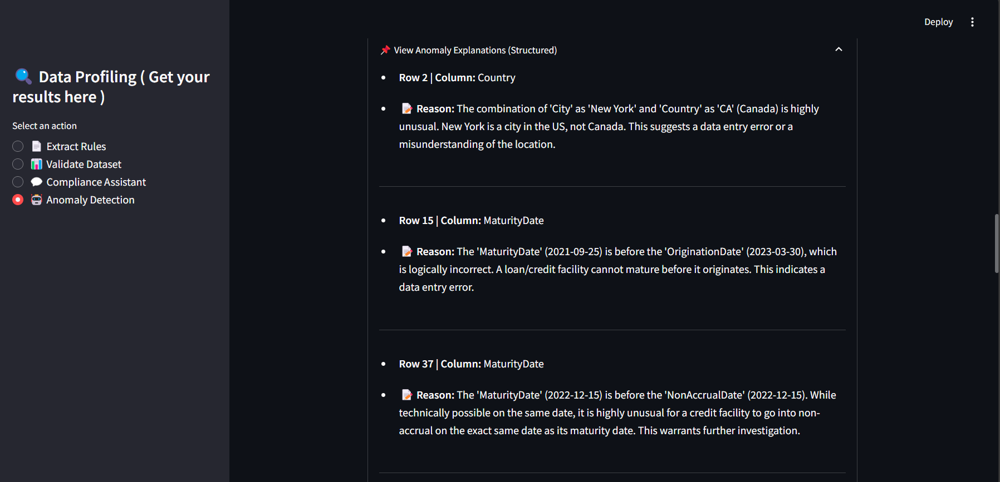 Deploy
🔍 Data Profiling ( Get your
results here )
Select an action
📄 Extract Rules
📊 Validate Dataset
💬 Compliance Assistant
🤖 Anomaly Detection
📌 View Anomaly Explanations (Structured)
• Row 2 | Column: Country
• 📝 Reason: The combination of 'City' as 'New York' and 'Country' as 'CA' (Canada) is highly
unusual. New York is a city in the US, not Canada. This suggests a data entry error or a
misunderstanding of the location.
• Row 15 | Column: MaturityDate
• 📝 Reason: The 'MaturityDate' (2021-09-25) is before the 'OriginationDate' (2023-03-30), which
is logically incorrect. A loan/credit facility cannot mature before it originates. This indicates a
data entry error.
• Row 37 | Column: MaturityDate
• 📝 Reason: The 'MaturityDate' (2022-12-15) is before the 'NonAccrualDate' (2022-12-15). While
technically possible on the same date, it is highly unusual for a credit facility to go into non-
accrual on the exact same date as its maturity date. This warrants further investigation.